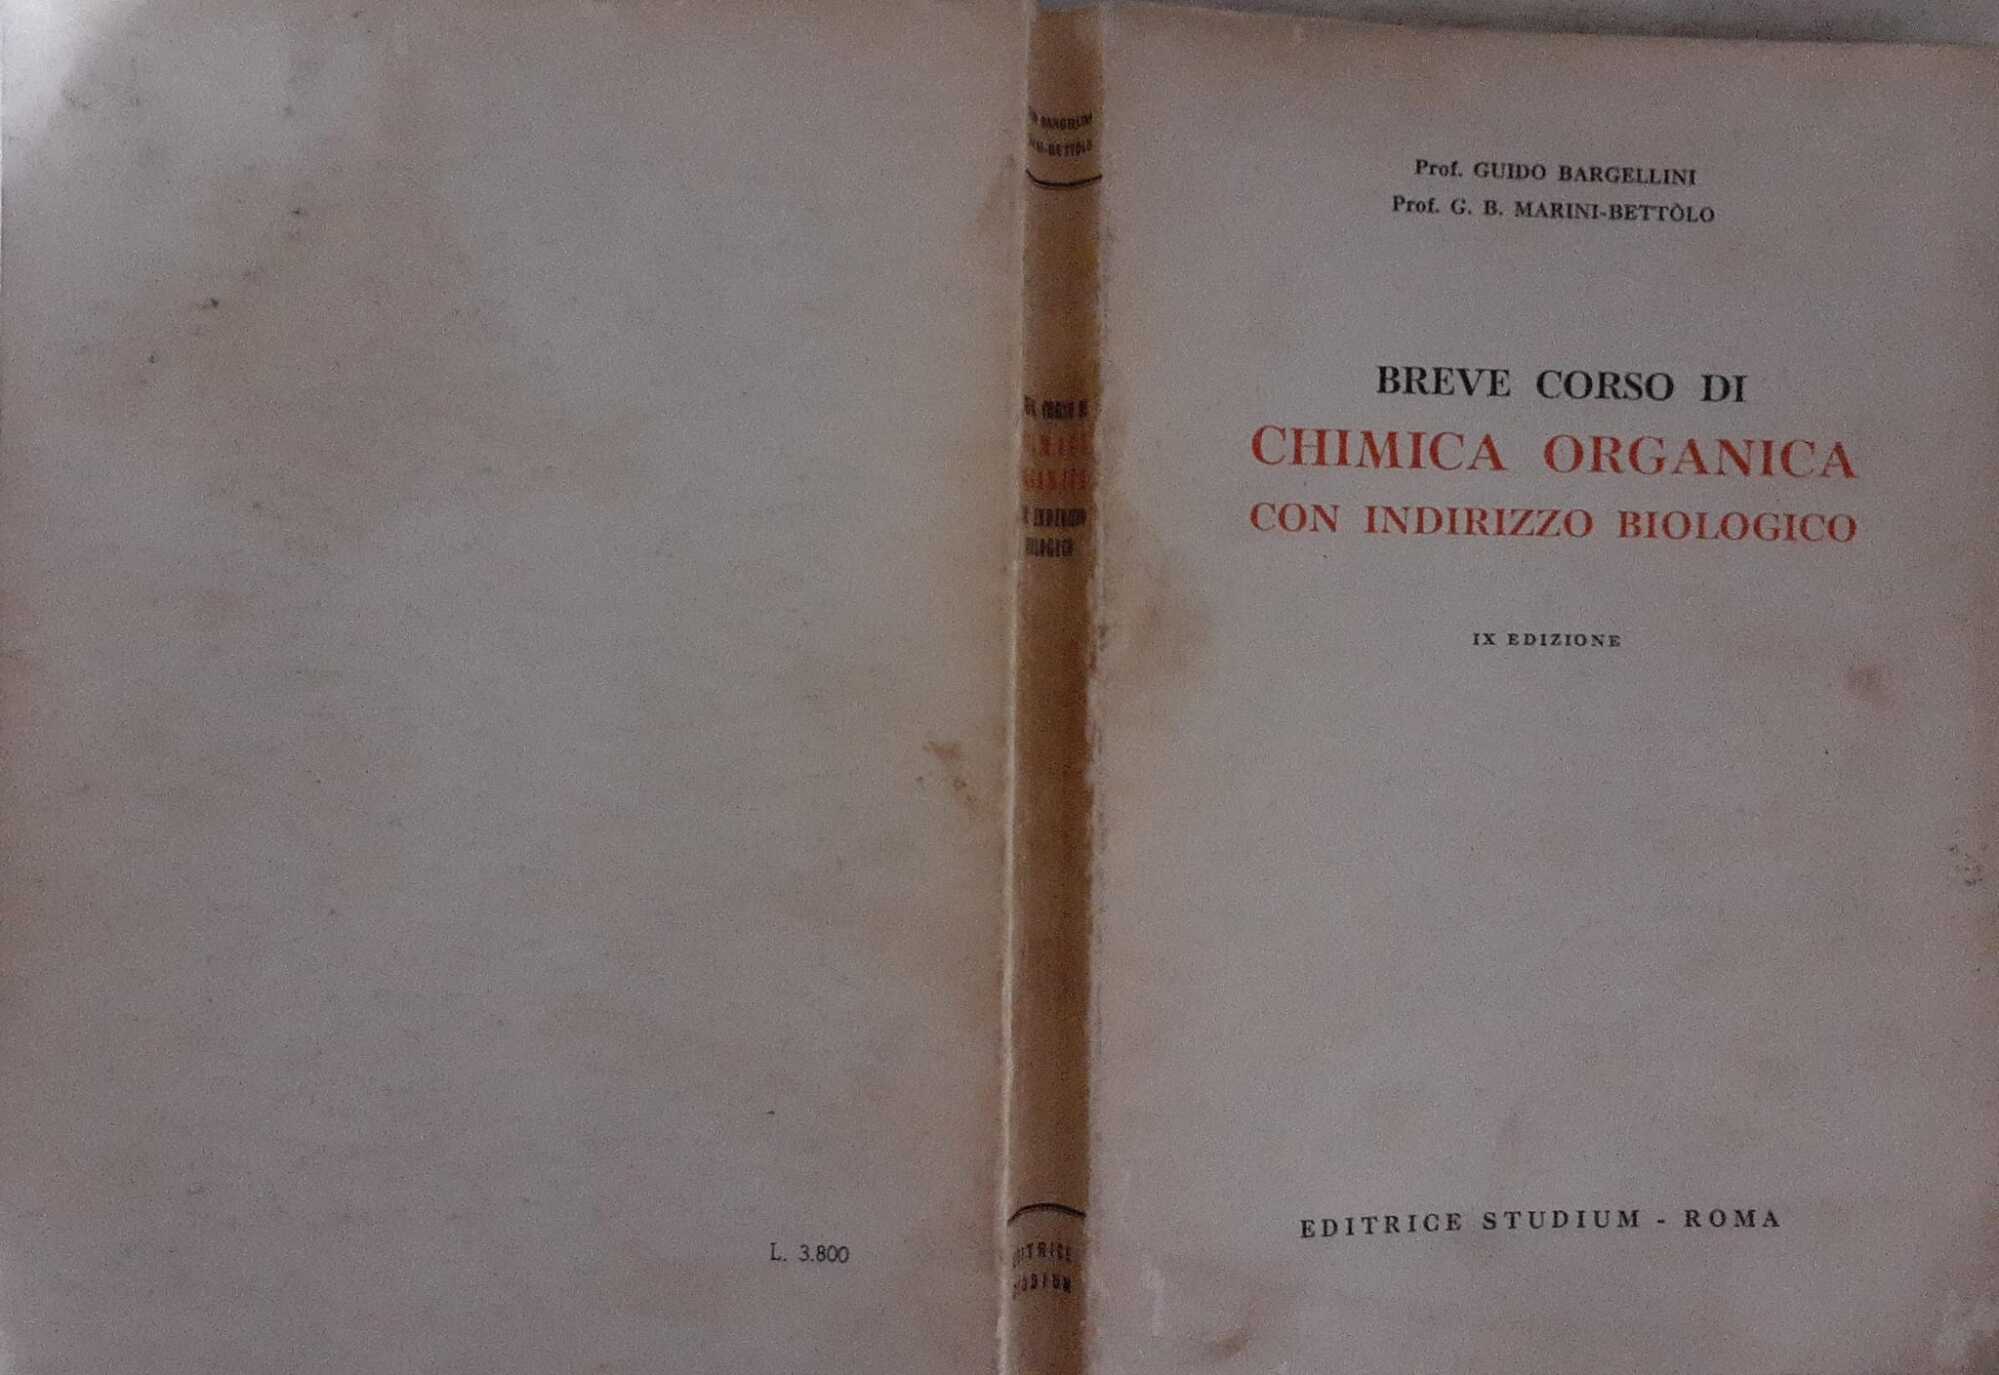 Prof. GUIDO BARGELLINI
Prof. G. B. MARINI-BETTÒLO
BREVE CORSO DI
CHIMICA ORGANICA
CON INDIRIZZO BIOLOGICO
IX EDIZIONE
EDITRICE STUDIUM - ROMA
L. 3.800